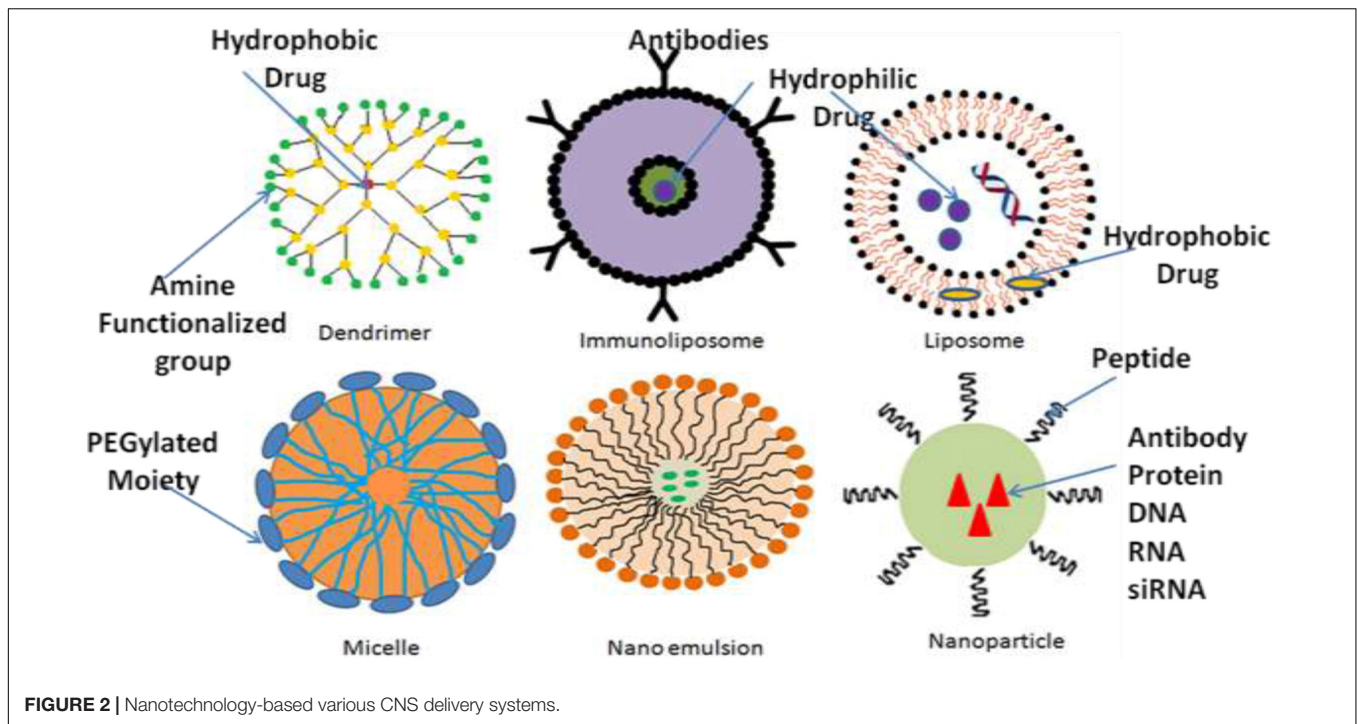 Hydrophobic
Drug
Antibodies
Hydrophilic
Drug
Hydrophobic
Drug
Amine
Functionalized
group
Dendrimer
Immunoliposome
Liposome
PEGylated
Moiety
Peptide
Antibody
Protein
DNA
RNA
siRNA
Micelle
Nano emulsion
Nanoparticle
FIGURE 2 | Nanotechnology-based various CNS delivery systems.